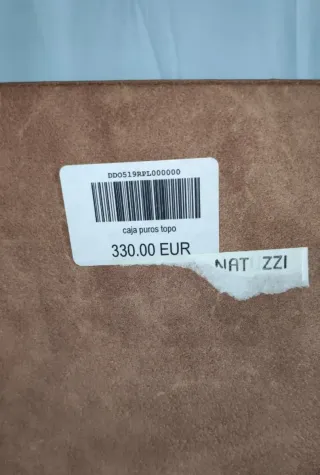 DDO519RPL000000
caja puros topo
330.00 EUR
NAT ZZI